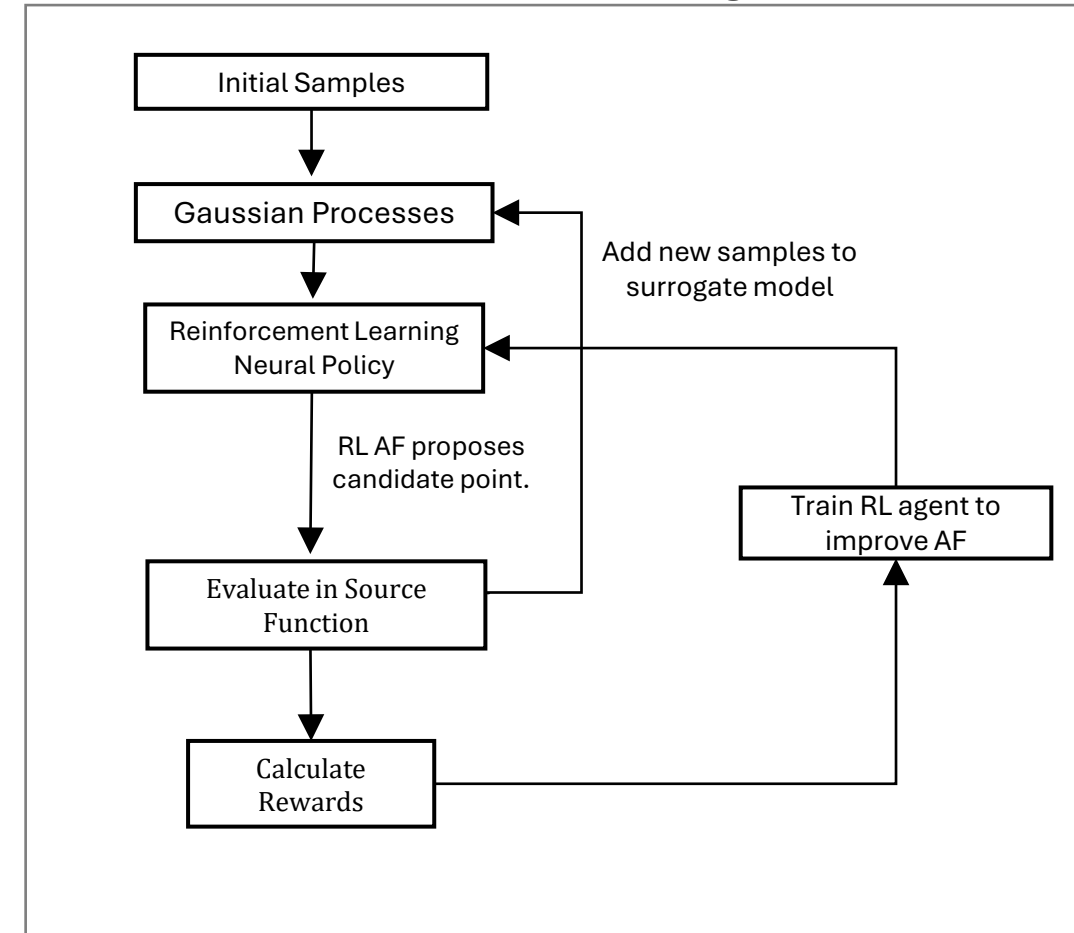 Initial Samples
Gaussian Processes
Add new samples to
surrogate model
Reinforcement Learning
Neural Policy
RL AF proposes
candidate point.
Train RL agent to
improve AF
Evaluate in Source
Function
Calculate
Rewards